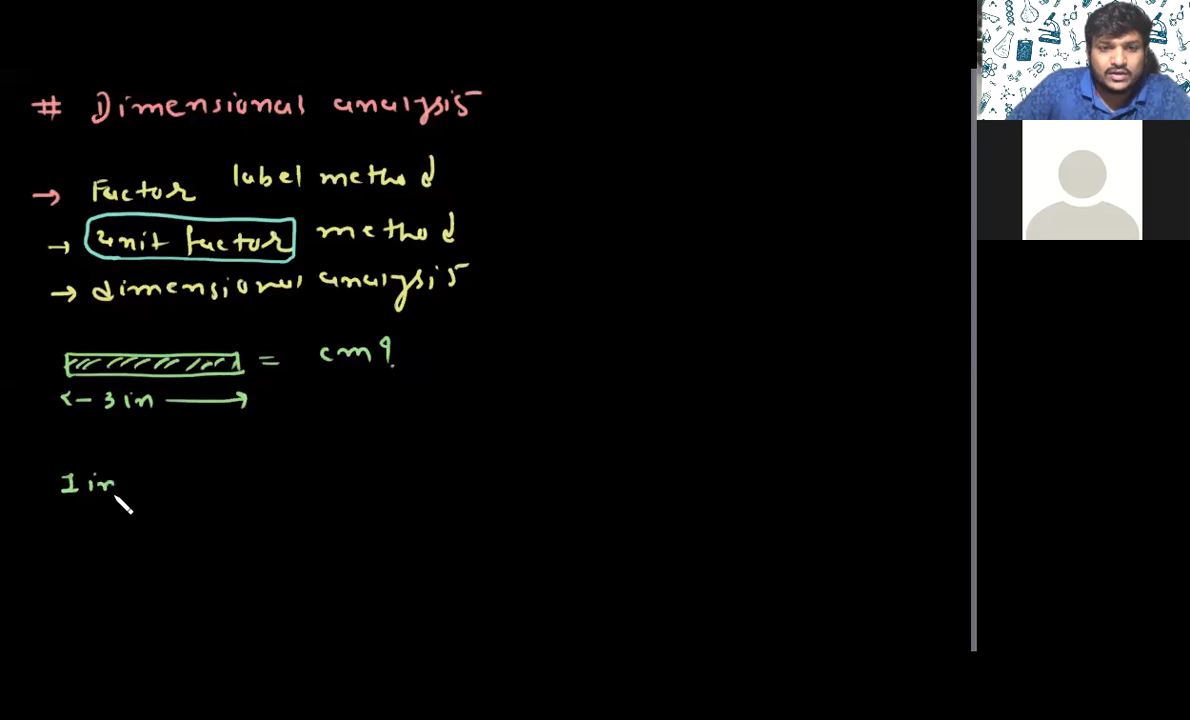 # Dimensional analysis
→ Factor label method
→ unit factor method
→ dimensional analysis
= cm?
← 3 in →
1 in